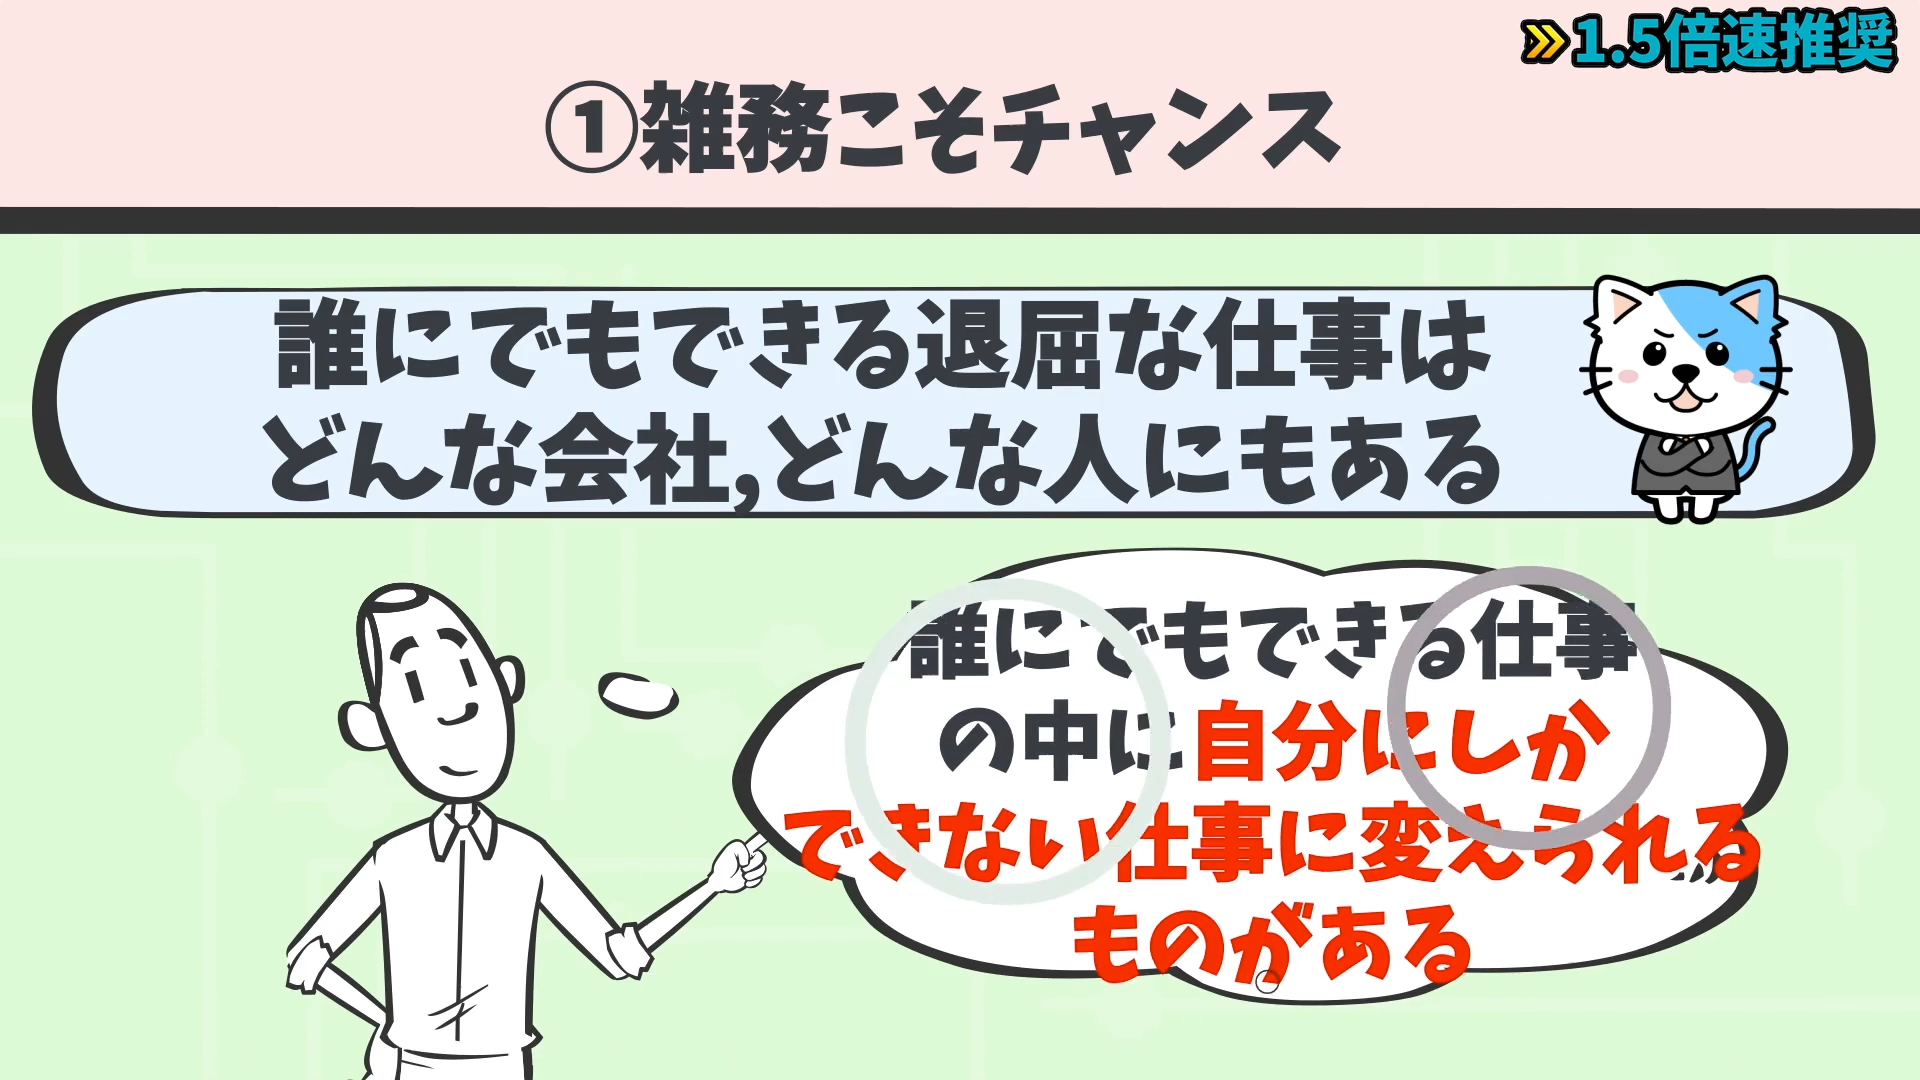 1.5倍速推奨
①雑務こそチャンス
誰にでもできる退屈な仕事は
どんな会社,どんな人にもある
誰にでもできる仕事
の中に自分にしか
できない仕事に変えられる
ものがある